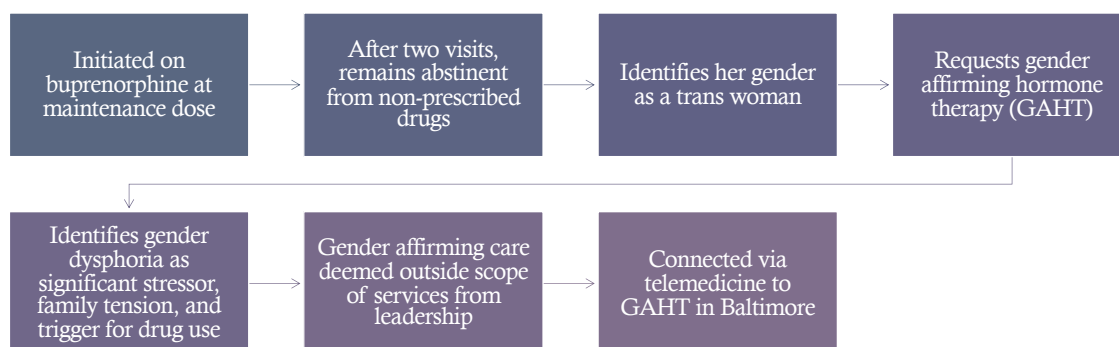 Initiated on
buprenorphine at
maintenance dose
After two visits,
remains abstinent
from non-prescribed
drugs
Identifies her gender
as a trans woman
Requests gender
affirming hormone
therapy (GAHT)
Identifies gender
dysphoria as
significant stressor,
family tension, and
trigger for drug use
Gender affirming care
deemed outside scope
of services from
leadership
Connected via
telemedicine to
GAHT in Baltimore